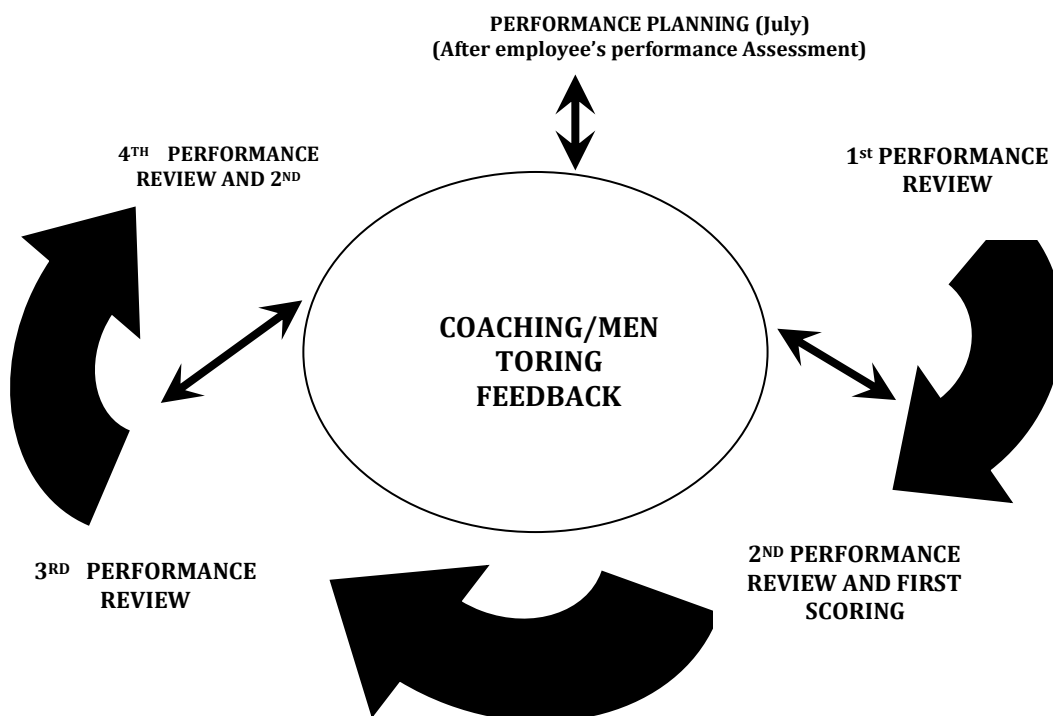 PERFORMANCE PLANNING (July)
(After employee’s performance Assessment)
4TH PERFORMANCE
REVIEW AND 2ND
1st PERFORMANCE
REVIEW
COACHING/MEN
TORING
FEEDBACK
3RD PERFORMANCE
REVIEW
2ND PERFORMANCE
REVIEW AND FIRST
SCORING